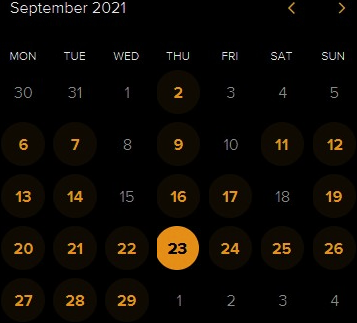 September 2021
MON TUE WED THU FRI SAT SUN
30 31 1 2 3 4 5
6 7 8 9 10 11 12
13 14 15 16 17 18 19
20 21 22 23 24 25 26
27 28 29 1 2 3 4